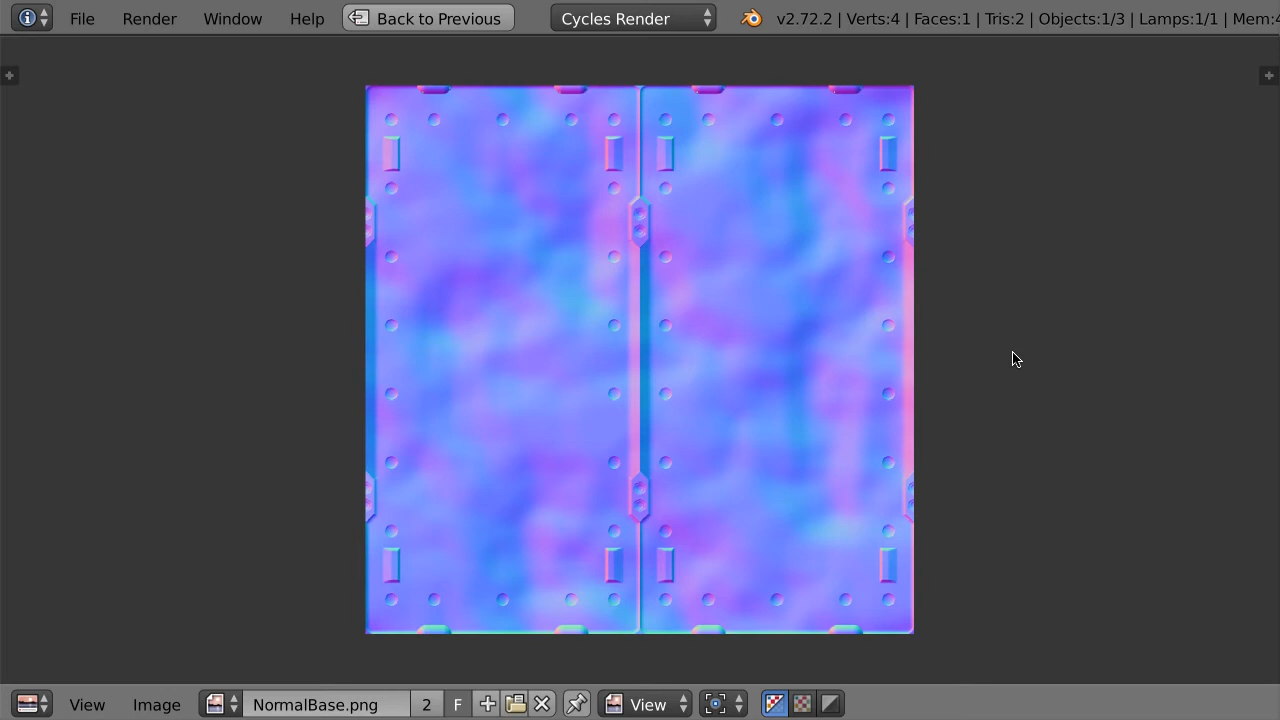 File Render Window Help Back to Previous Cycles Render v2.72.2 | Verts:4 | Faces:1 | Tris:2 | Objects:1/3 | Lamps:1/1 | Mem:4
View Image NormalBase.png 2 F View